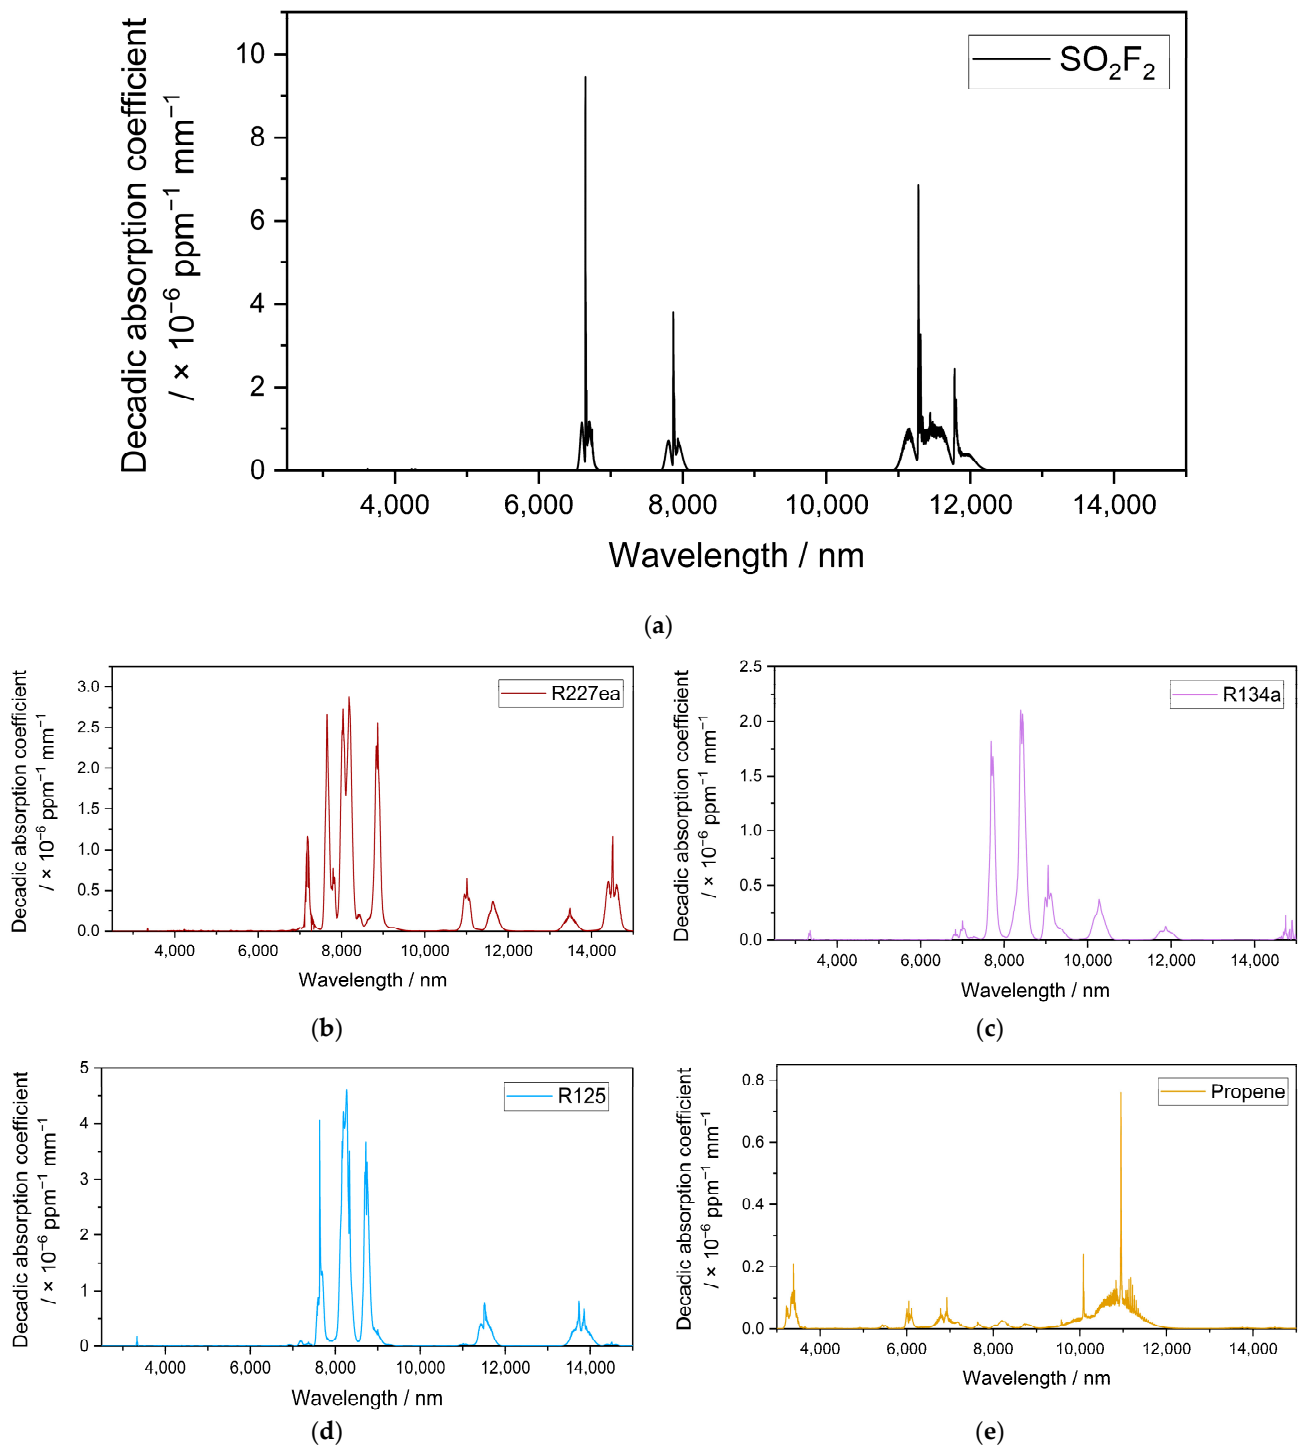 Decadic absorption coefficient
/ × 10⁻⁶ ppm⁻¹ mm⁻¹
10
8
6
4
2
0
SO₂F₂
4,000 6,000 8,000 10,000 12,000 14,000
Wavelength / nm
(a)
Decadic absorption coefficient
/ × 10⁻⁶ ppm⁻¹ mm⁻¹
3.0
2.5
2.0
1.5
1.0
0.5
0.0
R227ea
4,000 6,000 8,000 10,000 12,000 14,000
Wavelength / nm
(b)
Decadic absorption coefficient
/ × 10⁻⁶ ppm⁻¹ mm⁻¹
2.5
2.0
1.5
1.0
0.5
0.0
R134a
4,000 6,000 8,000 10,000 12,000 14,000
Wavelength / nm
(c)
Decadic absorption coefficient
/ × 10⁻⁶ ppm⁻¹ mm⁻¹
5
4
3
2
1
0
R125
4,000 6,000 8,000 10,000 12,000 14,000
Wavelength / nm
(d)
Decadic absorption coefficient
/ × 10⁻⁶ ppm⁻¹ mm⁻¹
0.8
0.6
0.4
0.2
0.0
Propene
4,000 6,000 8,000 10,000 12,000 14,000
Wavelength / nm
(e)